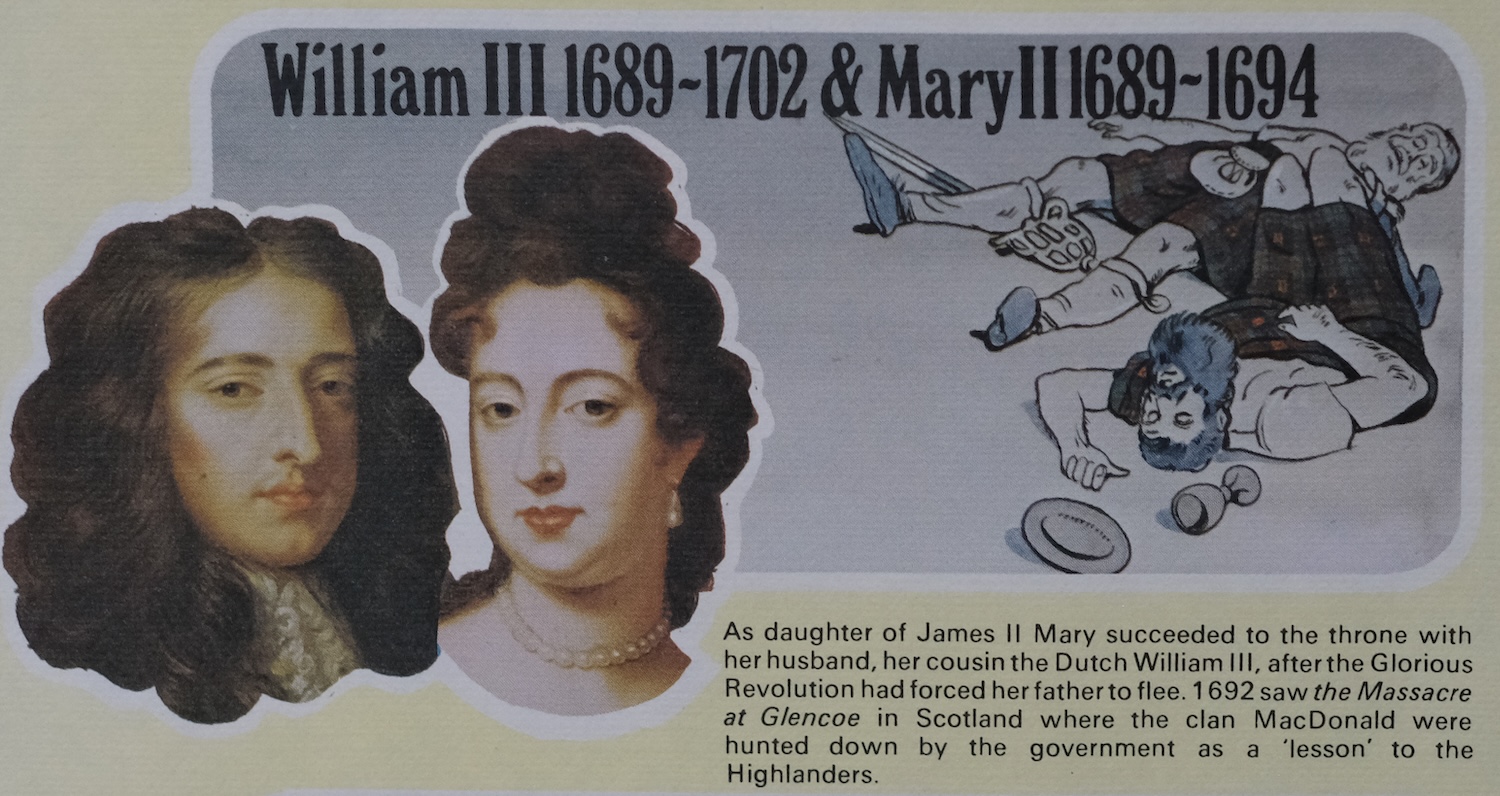 William III 1689~1702 & Mary II 1689~1694
As daughter of James II Mary succeeded to the throne with
her husband, her cousin the Dutch William III, after the Glorious
Revolution had forced her father to flee. 1692 saw the Massacre
at Glencoe in Scotland where the clan MacDonald were
hunted down by the government as a 'lesson' to the
Highlanders.